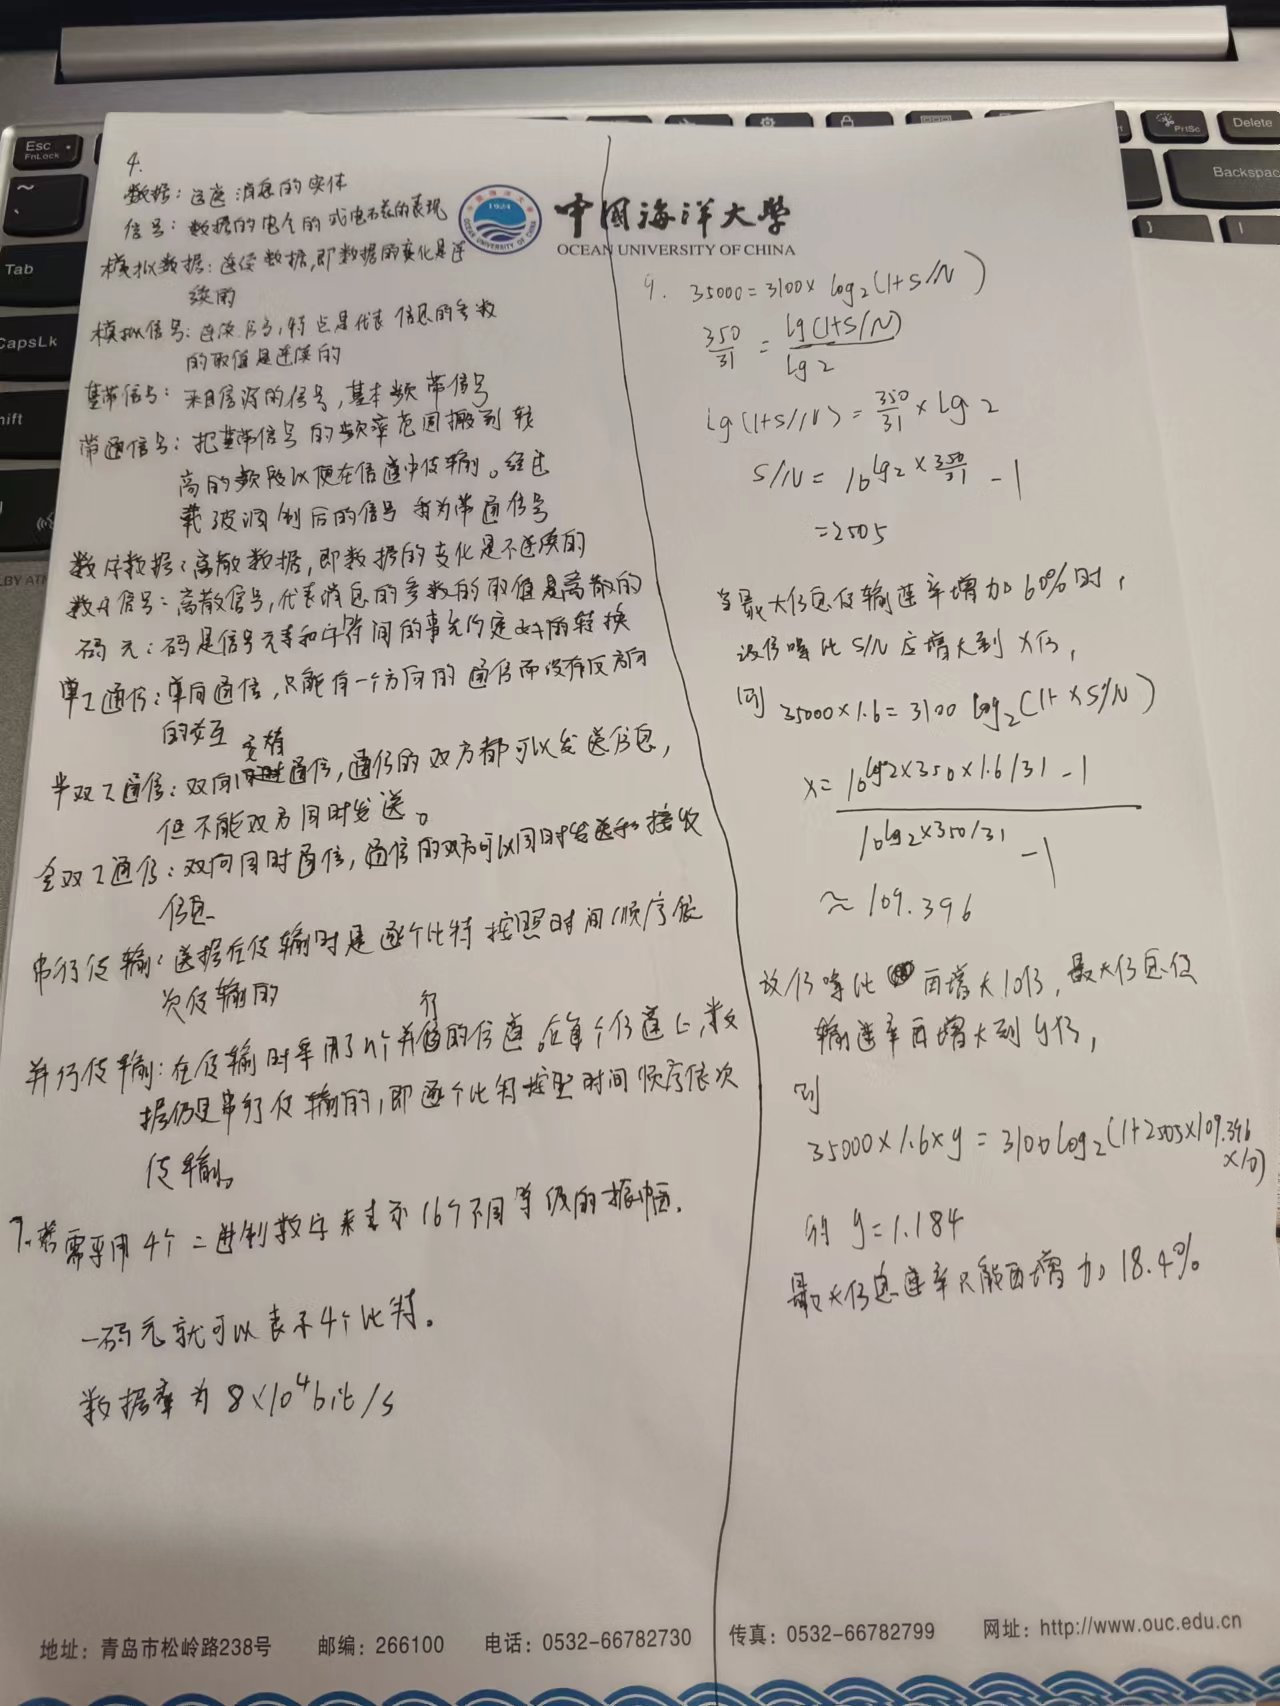 4.
数据：运送消息的实体
信号：数据的电气的或电磁的表现
模拟数据：连续数据,即数据的变化是连
续的
模拟信号：连续信号,特点是代表信息的参数
的取值是连续的
基带信号：来自信源的信号,基本频带信号
带通信号：把基带信号的频率范围搬到较
高的频段以便在信道中传输。经过
载波调制后的信号称为带通信号
数字数据：离散数据,即数据的变化是不连续的
数字信号：离散信号,代表消息的参数的取值是离散的
码元：码是信号元素和字符间的事先约定好的转换
单工通信：单向通信,只能有一个方向的通信而没有反方向
的交互
交替
半双工通信：双向通信,通信的双方都可以发送信息,
但不能双方同时发送。
全双工通信：双向同时通信,通信的双方可以同时发送和接收
信息
串行传输：数据在传输时是逐个比特按照时间顺序依
次传输的
行
并行传输：在传输时采用了n个并的信道。在每个信道上,数
据仍是串行传输的,即逐个比特按照时间顺序依次
传输。
7.若需要用4个二进制数字来表示16个不同等级的振幅.
一码元就可以表示4个比特。
数据率为8×10⁴bit/s
中国海洋大学
OCEAN UNIVERSITY OF CHINA
1924
9. 35000=3100×log₂(1+S/N)
350/31 = lg(1+S/N)/lg2
lg(1+S/N)=350/31×lg2
S/N=10^(lg2×350/31)-1
=2505
当最大信息传输速率增加60%时,
设信噪比S/N应增大到x倍,
则35000×1.6=3100log₂(1+xS/N)
x=(10^(lg2×350×1.6/31)-1)/(10^(lg2×350/31)-1)
≈109.396
设信噪比再增大10倍,最大信息传
输速率再增大到y倍,
则
35000×1.6×y=3100log₂(1+2505×109.396
×10)
得y=1.184
最大信息速率只能再增加18.4%
地址：青岛市松岭路238号 邮编：266100 电话：0532-66782730 传真：0532-66782799 网址：http://www.ouc.edu.cn
Esc
FnLock
Tab
CapsLk
PrtSc
Delete
Backspac